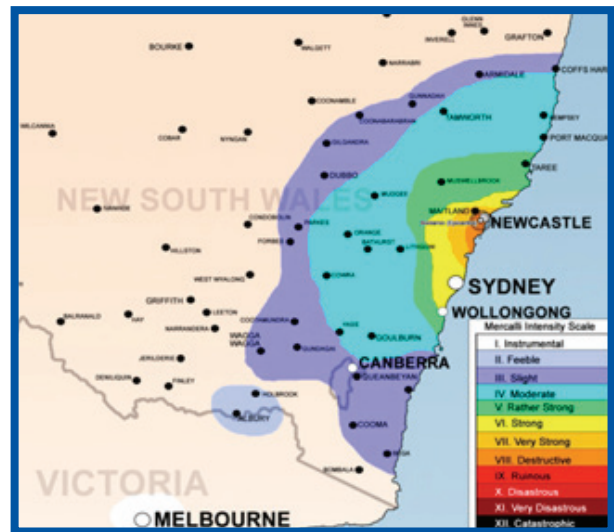 GLENN
INNES
INVERELL
GRAFTON
BOURKE
WALGETT
NARRABRI
COFFS HAR
ARMIDALE
GUNNADAH
COONAMBLE
COONABARABRAN
TAMWORTH
KEMPSEY
WILCANNIA
COBAR
NYNGAN
PORT MACQUA
GILGANDRA
TAREE
DUBBO
MUSWELLBROOK
NEW SOUTH WALES
MUDGEE
MAITLAND
NEWCASTLE
CONDOBOLIN
PARKES
ORANGE
FORBES
BATHURST
LITHGOW
HILLSTON
WEST WYALONG
COWRA
SYDNEY
GRIFFITH
WOLLONGONG
BALRANALD
HAY
LEETON
COOTAMUNDRA
NARRANDERA
YASS
GOULBURN
WAGGA
WAGGA
GUNDAGAI
JERILDERIE
CANBERRA
QUEANBEYAN
DENILIQUIN
FINLEY
HOLBROOK
ALBURY
COOMA
BEGA
BOMBALA
VICTORIA
MELBOURNE
Mercalli Intensity Scale
I. Instrumental
II. Feeble
III. Slight
IV. Moderate
V. Rather Strong
VI. Strong
VII. Very Strong
VIII. Destructive
IX. Ruinous
X. Disastrous
XI. Very Disastrous
XII. Catastrophic